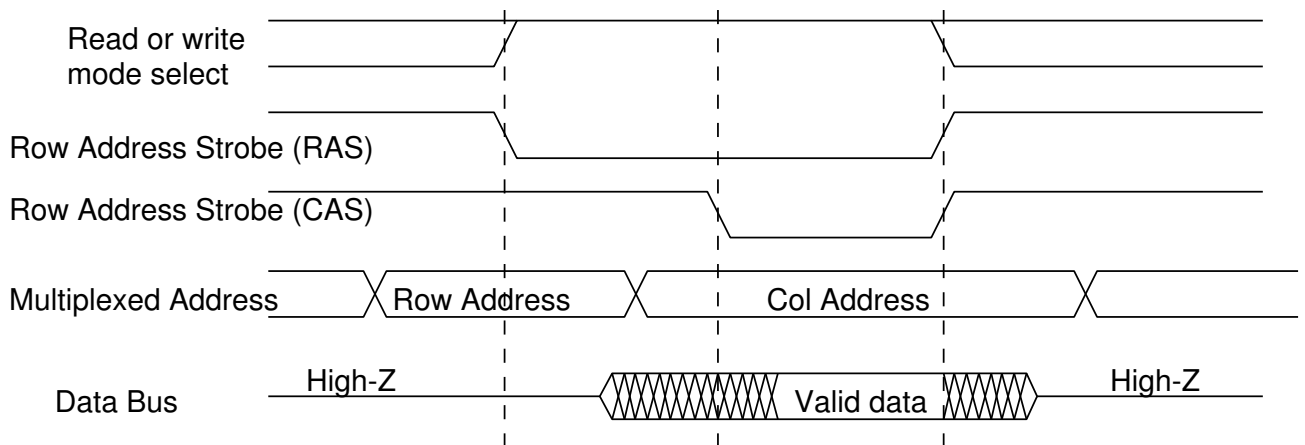 Read or write
mode select
Row Address Strobe (RAS)
Row Address Strobe (CAS)
Multiplexed Address
Row Address
Col Address
High-Z
High-Z
Data Bus
Valid data